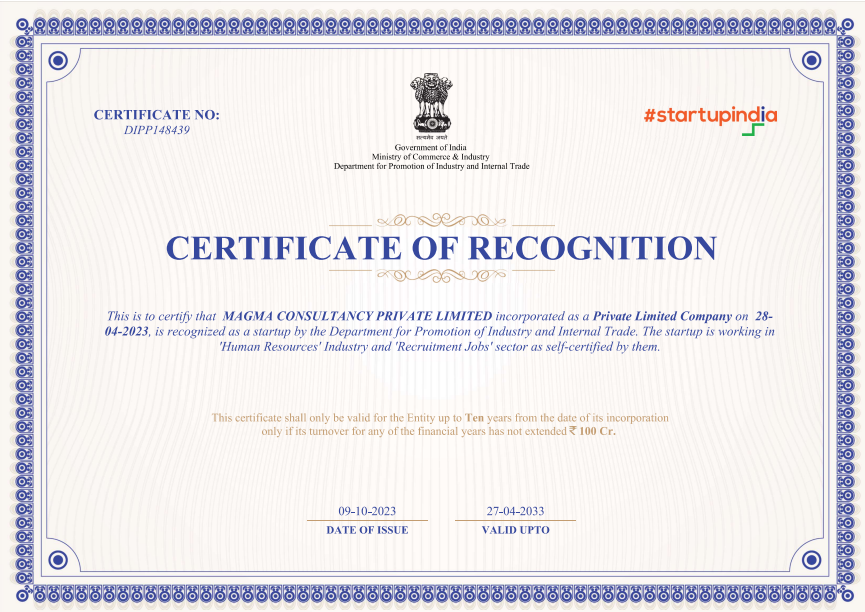 CERTIFICATE NO:
DIPP148439
सत्यमेव जयते
Government of India
Ministry of Commerce & Industry
Department for Promotion of Industry and Internal Trade
#startupindia
CERTIFICATE OF RECOGNITION
This is to certify that MAGMA CONSULTANCY PRIVATE LIMITED incorporated as a Private Limited Company on 28-
04-2023, is recognized as a startup by the Department for Promotion of Industry and Internal Trade. The startup is working in
'Human Resources' Industry and 'Recruitment Jobs' sector as self-certified by them.
This certificate shall only be valid for the Entity up to Ten years from the date of its incorporation
only if its turnover for any of the financial years has not extended ₹ 100 Cr.
09-10-2023
DATE OF ISSUE
27-04-2033
VALID UPTO